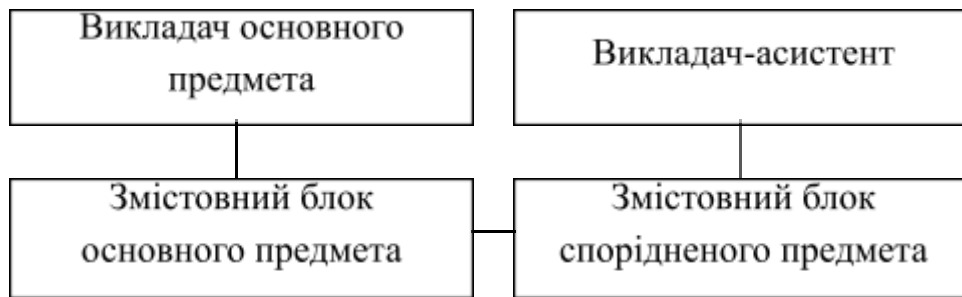 Викладач основного
предмета
Викладач-асистент
Змістовний блок
основного предмета
Змістовний блок
спорідненого предмета